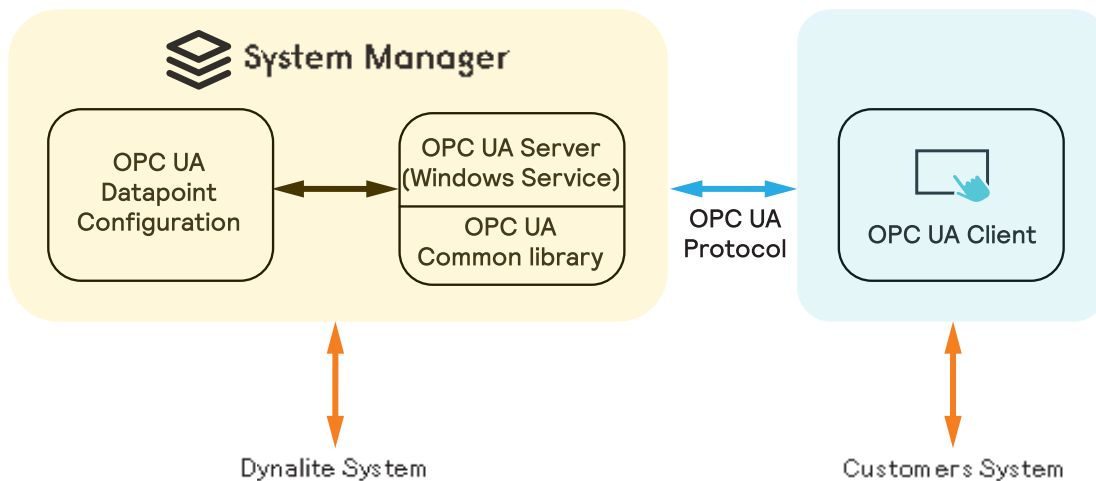 System Manager
OPC UA
Datapoint
Configuration
OPC UA Server
(Windows Service)
OPC UA
Common library
OPC UA
Protocol
OPC UA Client
Dynalite System
Customers System